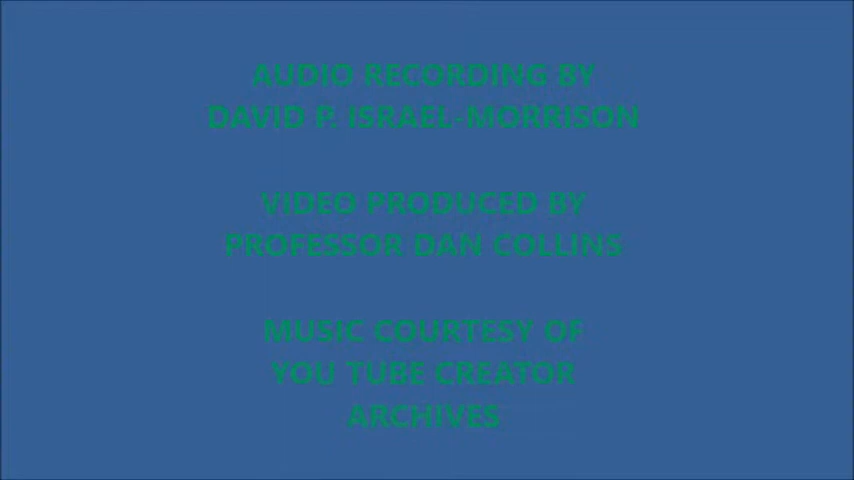 AUDIO RECORDING BY
DAVID P. ISRAEL-MORRISON
VIDEO PRODUCED BY
PROFESSOR DAN COLLINS
MUSIC COURTESY OF
YOU TUBE CREATOR
ARCHIVES